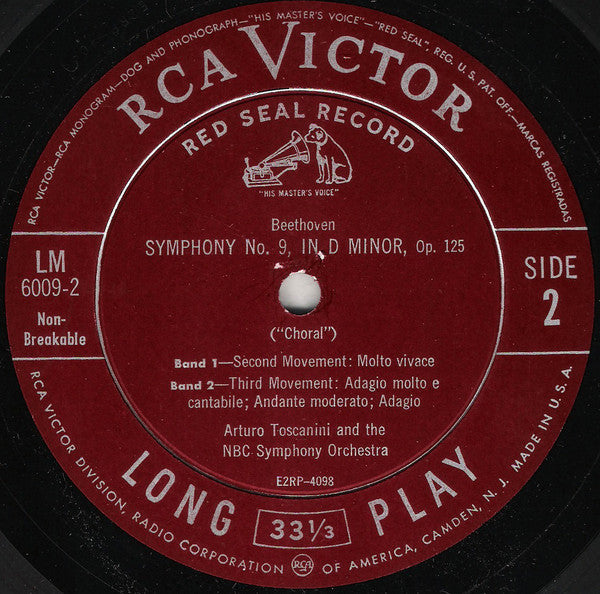 RCA VICTOR—RCA MONOGRAM—DOG AND PHONOGRAPH—"HIS MASTER'S VOICE"—"RED SEAL". REG. U.S. PAT. OFF.—MARCAS REGISTRADAS
RCA VICTOR
RED SEAL RECORD
"HIS MASTER'S VOICE"
Beethoven
SYMPHONY No. 9, IN D MINOR, Op. 125
LM
6009-2
Non-
Breakable
SIDE
2
("Choral")
Band 1—Second Movement: Molto vivace
Band 2—Third Movement: Adagio molto e
cantabile; Andante moderato; Adagio
Arturo Toscanini and the
NBC Symphony Orchestra
E2RP-4098
LONG 33 1/3 PLAY
RCA VICTOR DIVISION, RADIO CORPORATION RCA OF AMERICA, CAMDEN, N. J. MADE IN U.S.A.